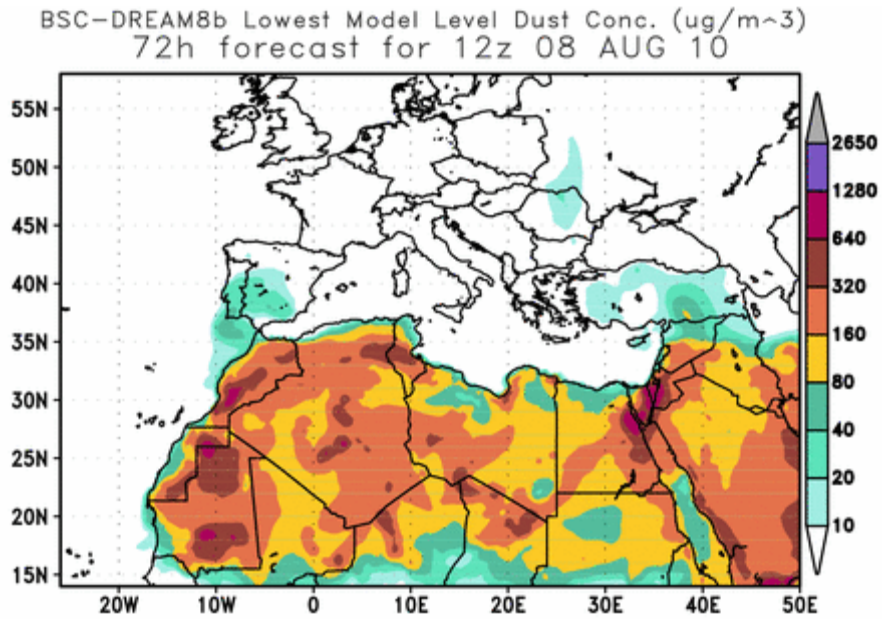 BSC-DREAM8b Lowest Model Level Dust Conc. (ug/m^3)
72h forecast for 12z 08 AUG 10
55N
50N
45N
40N
35N
30N
25N
20N
15N
20W
10W
0
10E
20E
30E
40E
50E
2650
1280
640
320
160
80
40
20
10